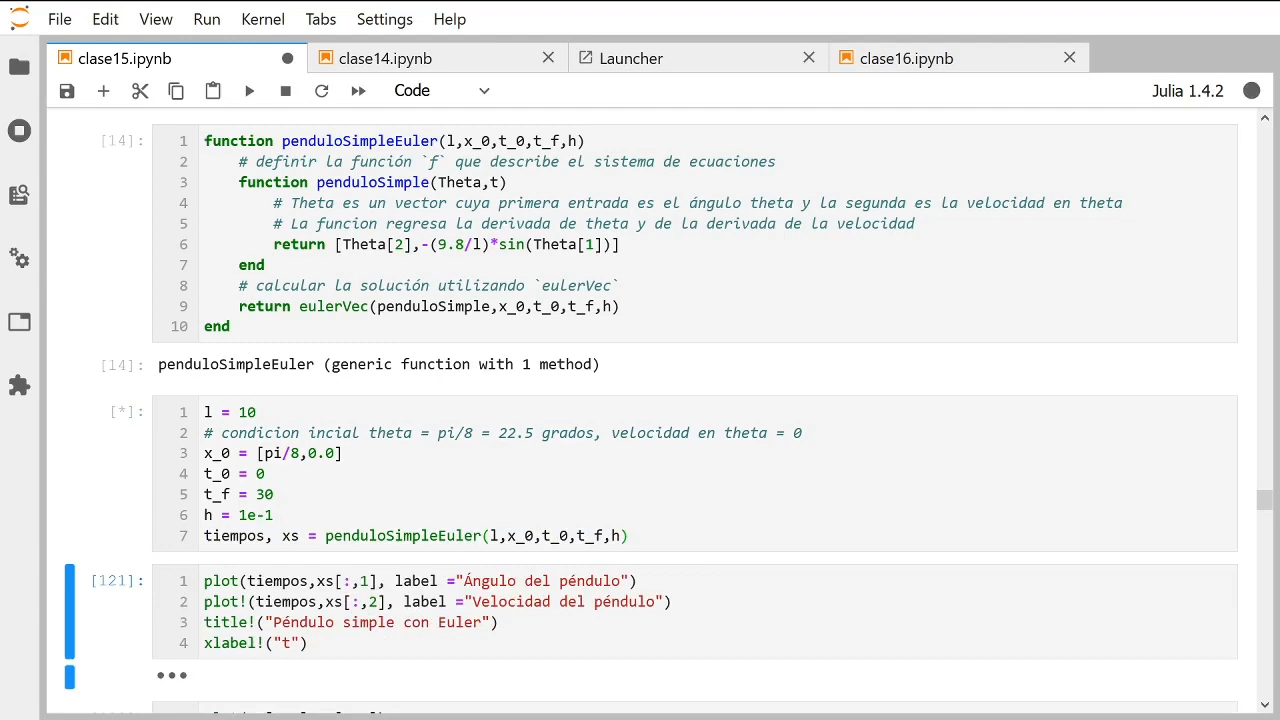 File Edit View Run Kernel Tabs Settings Help
clase15.ipynb clase14.ipynb Launcher clase16.ipynb
Code Julia 1.4.2
[14]: 1 function penduloSimpleEuler(l,x_0,t_0,t_f,h)
2 # definir la función `f` que describe el sistema de ecuaciones
3 function penduloSimple(Theta,t)
4 # Theta es un vector cuya primera entrada es el ángulo theta y la segunda es la velocidad en theta
5 # La funcion regresa la derivada de theta y de la derivada de la velocidad
6 return [Theta[2],-(9.8/l)*sin(Theta[1])]
7 end
8 # calcular la solución utilizando `eulerVec`
9 return eulerVec(penduloSimple,x_0,t_0,t_f,h)
10 end
[14]: penduloSimpleEuler (generic function with 1 method)
[*]: 1 l = 10
2 # condicion incial theta = pi/8 = 22.5 grados, velocidad en theta = 0
3 x_0 = [pi/8,0.0]
4 t_0 = 0
5 t_f = 30
6 h = 1e-1
7 tiempos, xs = penduloSimpleEuler(l,x_0,t_0,t_f,h)
[121]: 1 plot(tiempos,xs[:,1], label ="Ángulo del péndulo")
2 plot!(tiempos,xs[:,2], label ="Velocidad del péndulo")
3 title!("Péndulo simple con Euler")
4 xlabel!("t")